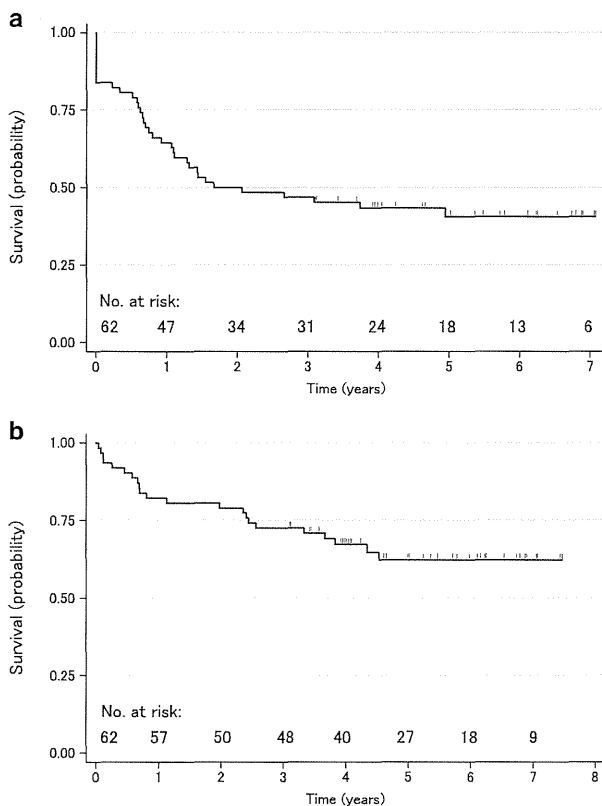 a
1.00
0.75
0.50
0.25
0.00
Survival (probability)
No. at risk:
62 47 34 31 24 18 13 6
0 1 2 3 4 5 6 7
Time (years)
b
1.00
0.75
0.50
0.25
0.00
Survival (probability)
No. at risk:
62 57 50 48 40 27 18 9
0 1 2 3 4 5 6 7 8
Time (years)